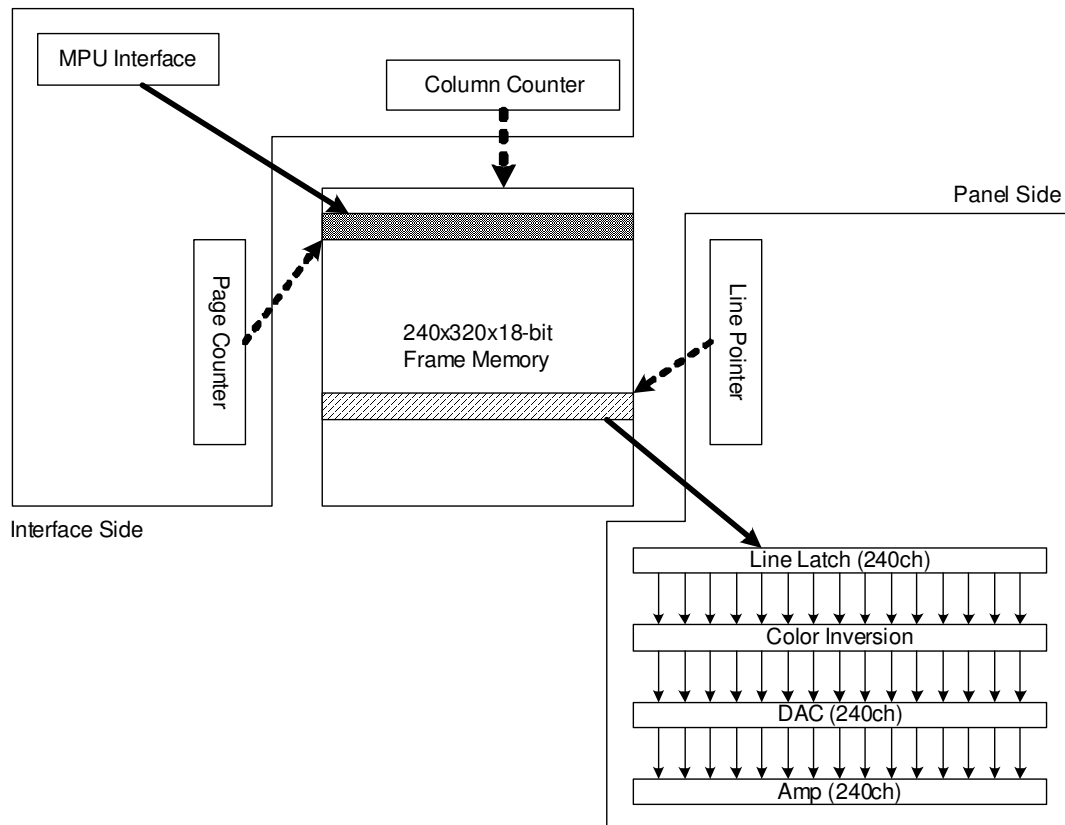 MPU Interface
Column Counter
Panel Side
Page Counter
Line Pointer
240x320x18-bit
Frame Memory
Interface Side
Line Latch (240ch)
Color Inversion
DAC (240ch)
Amp (240ch)